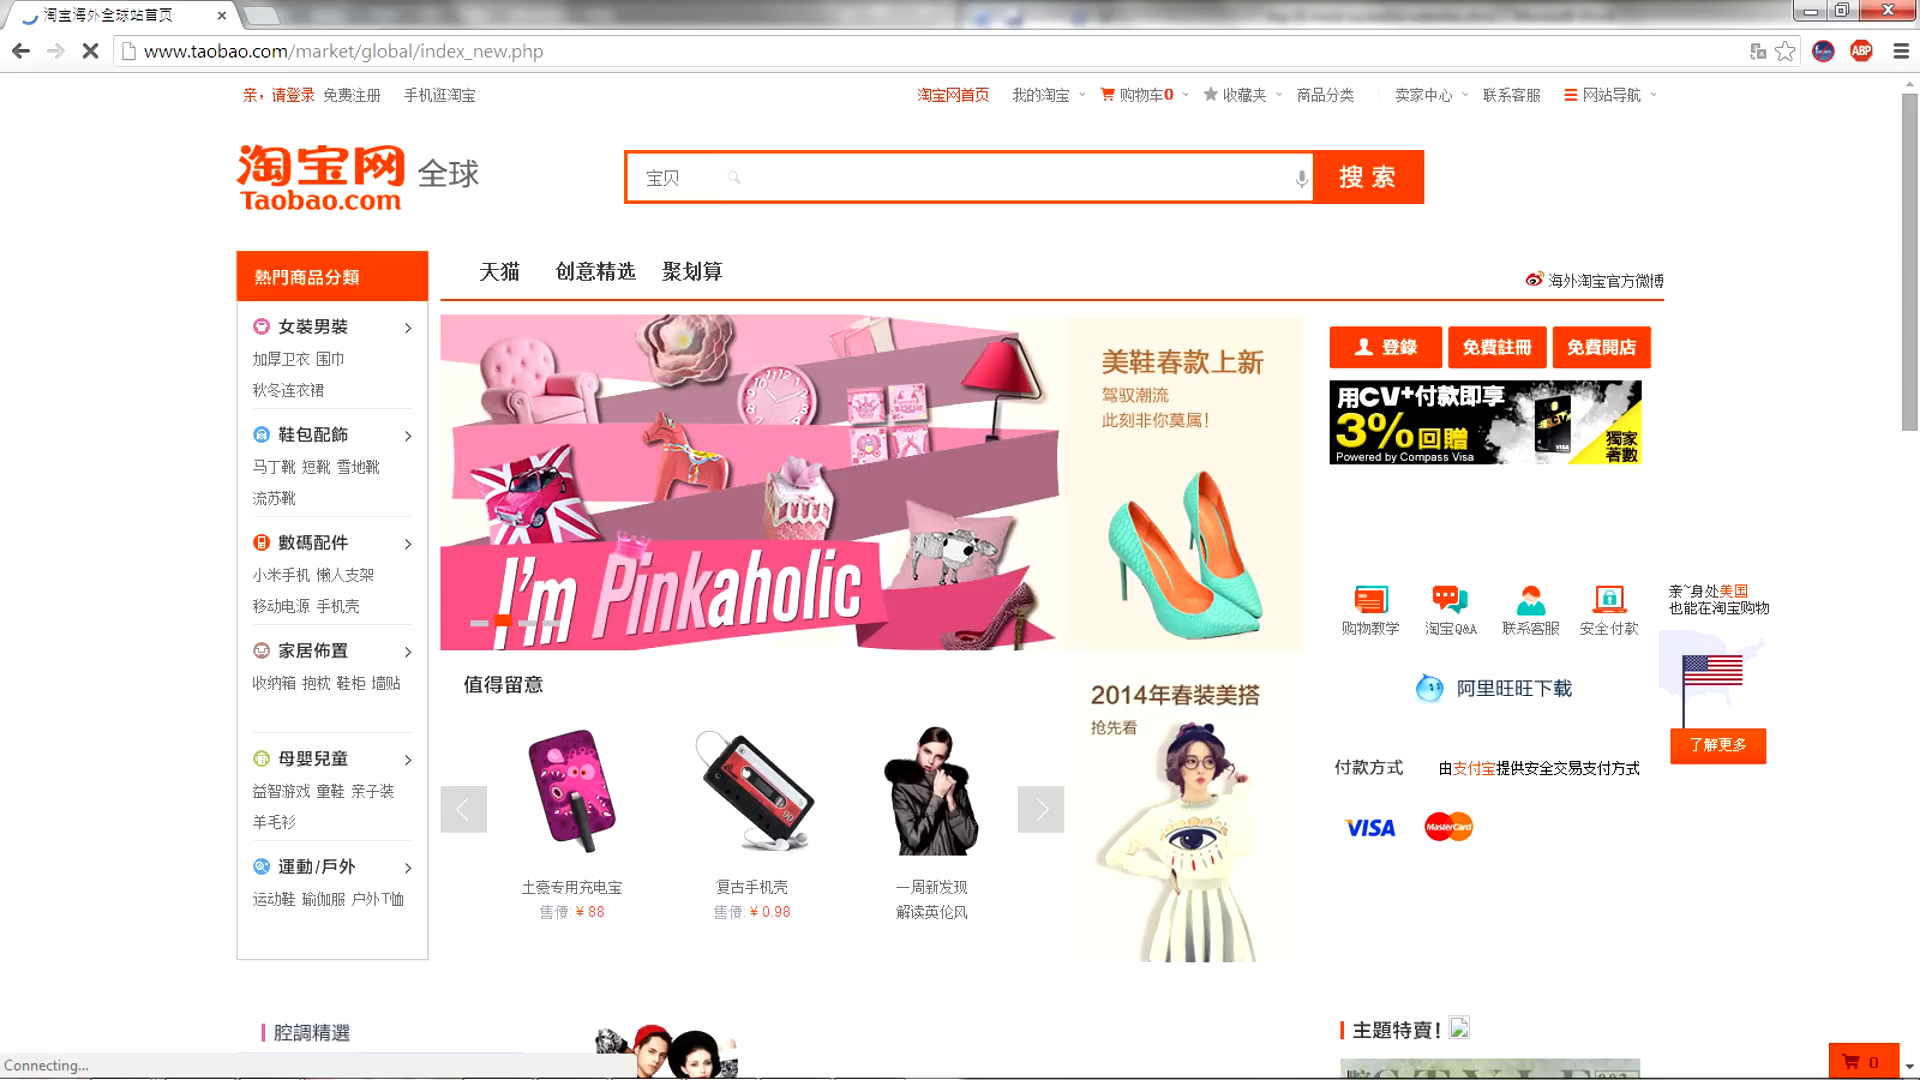 淘宝海外全球站首页
www.taobao.com/market/global/index_new.php
ABP
亲，请登录 免费注册 手机逛淘宝
淘宝网首页 我的淘宝 购物车0 收藏夹 商品分类 卖家中心 联系客服 网站导航
淘宝网 全球
Taobao.com
宝贝
搜 索
熱門商品分類
天猫 创意精选 聚划算
海外淘宝官方微博
女裝男裝
加厚卫衣 围巾
秋冬连衣裙
鞋包配飾
马丁靴 短靴 雪地靴
流苏靴
數碼配件
小米手机 懒人支架
移动电源 手机壳
家居佈置
收纳箱 抱枕 鞋柜 墙贴
母嬰兒童
益智游戏 童鞋 亲子装
羊毛衫
運動/戶外
运动鞋 瑜伽服 户外T恤
I'm Pinkaholic
美鞋春款上新
驾驭潮流
此刻非你莫属！
登錄
免費註冊
免費開店
用CV+付款即享
3%回贈
獨家
著數
Powered by Compass Visa
购物教学 淘宝Q&A 联系客服 安全付款
亲~身处美国
也能在淘宝购物
阿里旺旺下载
了解更多
付款方式 由支付宝提供安全交易支付方式
VISA MasterCard
值得留意
土豪专用充电宝
售價: ¥ 88
复古手机壳
售價: ¥ 0.98
一周新发现
解读英伦风
2014年春装美搭
抢先看
腔調精選
主題特賣！
Connecting...
0